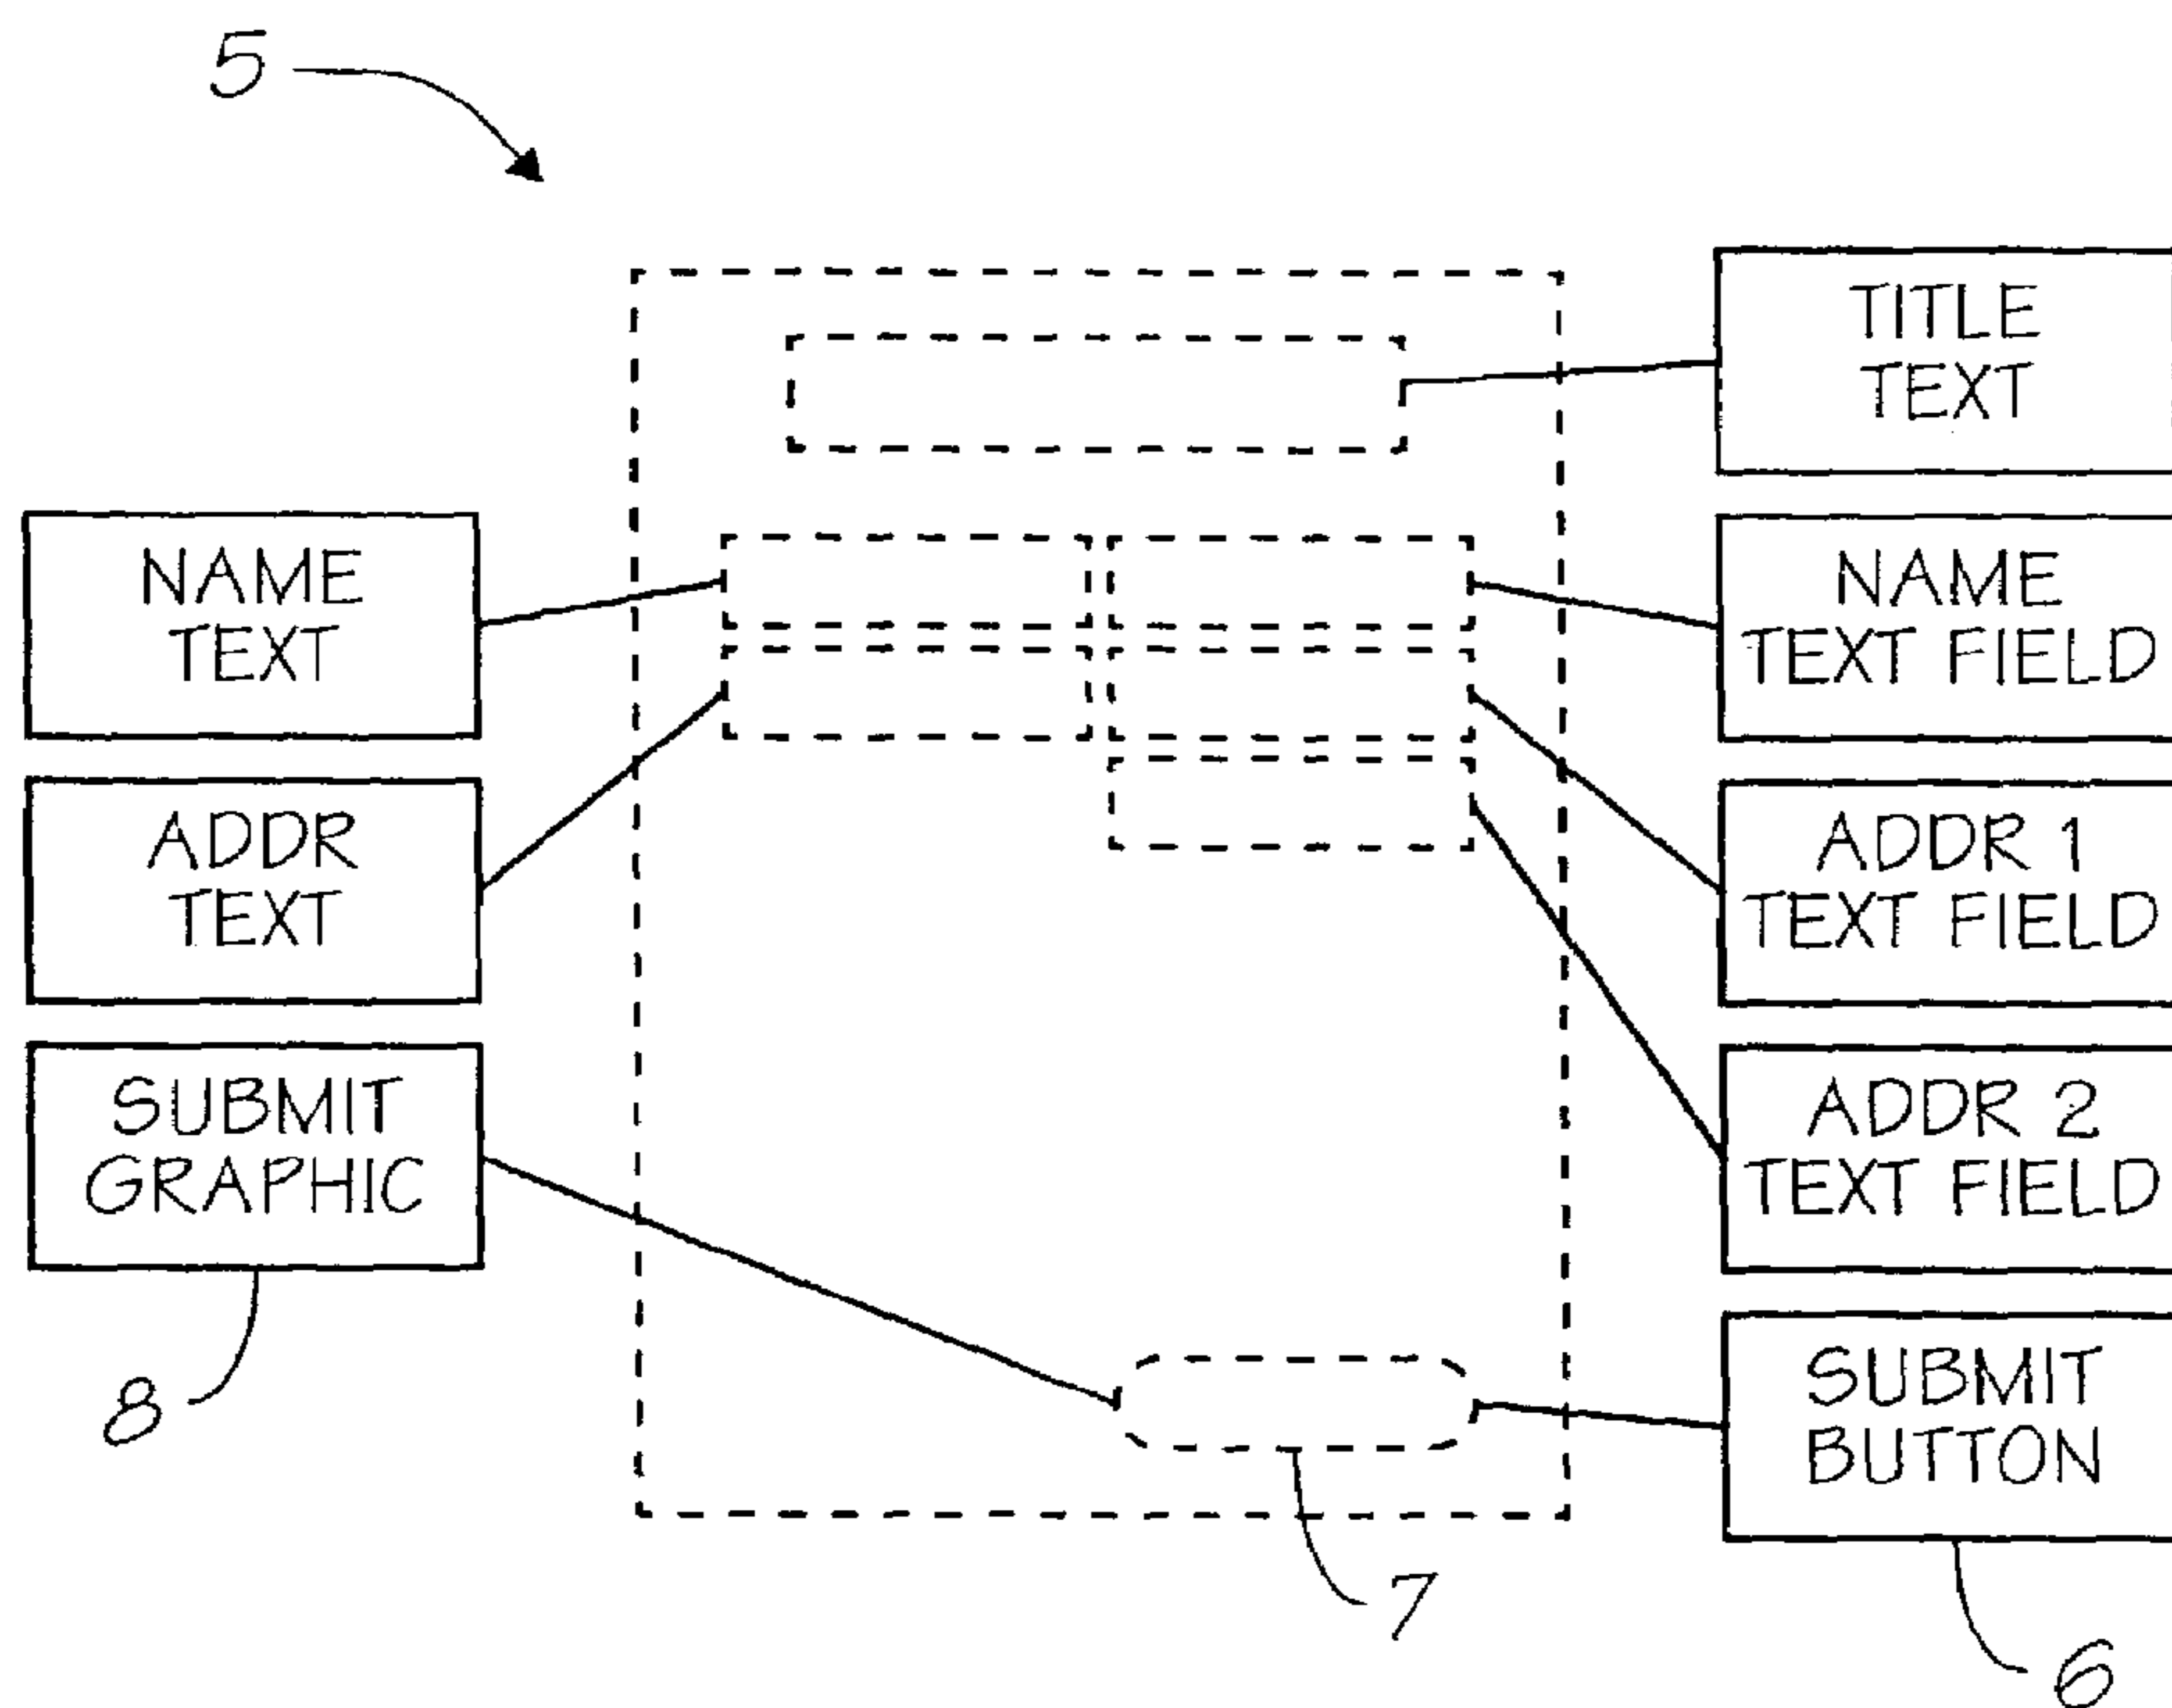 5
TITLE
TEXT
NAME
TEXT
NAME
TEXT FIELD
ADDR
TEXT
ADDR 1
TEXT FIELD
SUBMIT
GRAPHIC
ADDR 2
TEXT FIELD
SUBMIT
BUTTON
8
7
6